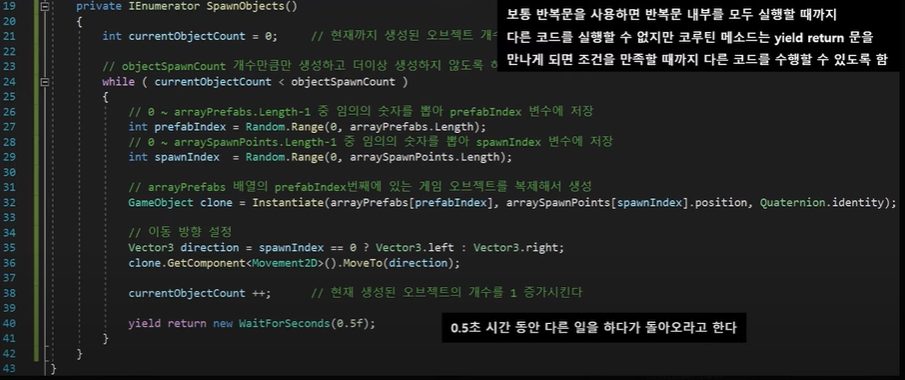 보통 반복문을 사용하면 반복문 내부를 모두 실행할 때까지
다른 코드를 실행할 수 없지만 코루틴 메소드는 yield return 문을
만나게 되면 조건을 만족할 때까지 다른 코드를 수행할 수 있도록 함
19 private IEnumerator SpawnObjects()
20 {
21 int currentObjectCount = 0; // 현재까지 생성된 오브젝트 개수
22
23 // objectSpawnCount 개수만큼만 생성하고 더이상 생성하지 않도록
24 while ( currentObjectCount < objectSpawnCount )
25 {
26 // 0 ~ arrayPrefabs.Length-1 중 임의의 숫자를 뽑아 prefabIndex 변수에 저장
27 int prefabIndex = Random.Range(0, arrayPrefabs.Length);
28 // 0 ~ arraySpawnPoints.Length-1 중 임의의 숫자를 뽑아 spawnIndex 변수에 저장
29 int spawnIndex = Random.Range(0, arraySpawnPoints.Length);
30
31 // arrayPrefabs 배열의 prefabIndex번째에 있는 게임 오브젝트를 복제해서 생성
32 GameObject clone = Instantiate(arrayPrefabs[prefabIndex], arraySpawnPoints[spawnIndex].position, Quaternion.identity);
33
34 // 이동 방향 설정
35 Vector3 direction = spawnIndex == 0 ? Vector3.left : Vector3.right;
36 clone.GetComponent<Movement2D>().MoveTo(direction);
37
38 currentObjectCount ++; // 현재 생성된 오브젝트의 개수를 1 증가시킨다
39
40 yield return new WaitForSeconds(0.5f);
0.5초 시간 동안 다른 일을 하다가 돌아오라고 한다
41 }
42 }
43 }